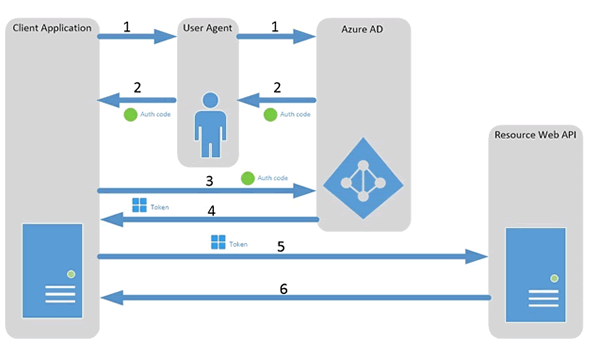 Client Application
User Agent
Azure AD
1
1
2
2
Auth code
Auth code
Resource Web API
3
Auth code
4
Token
Token
5
6